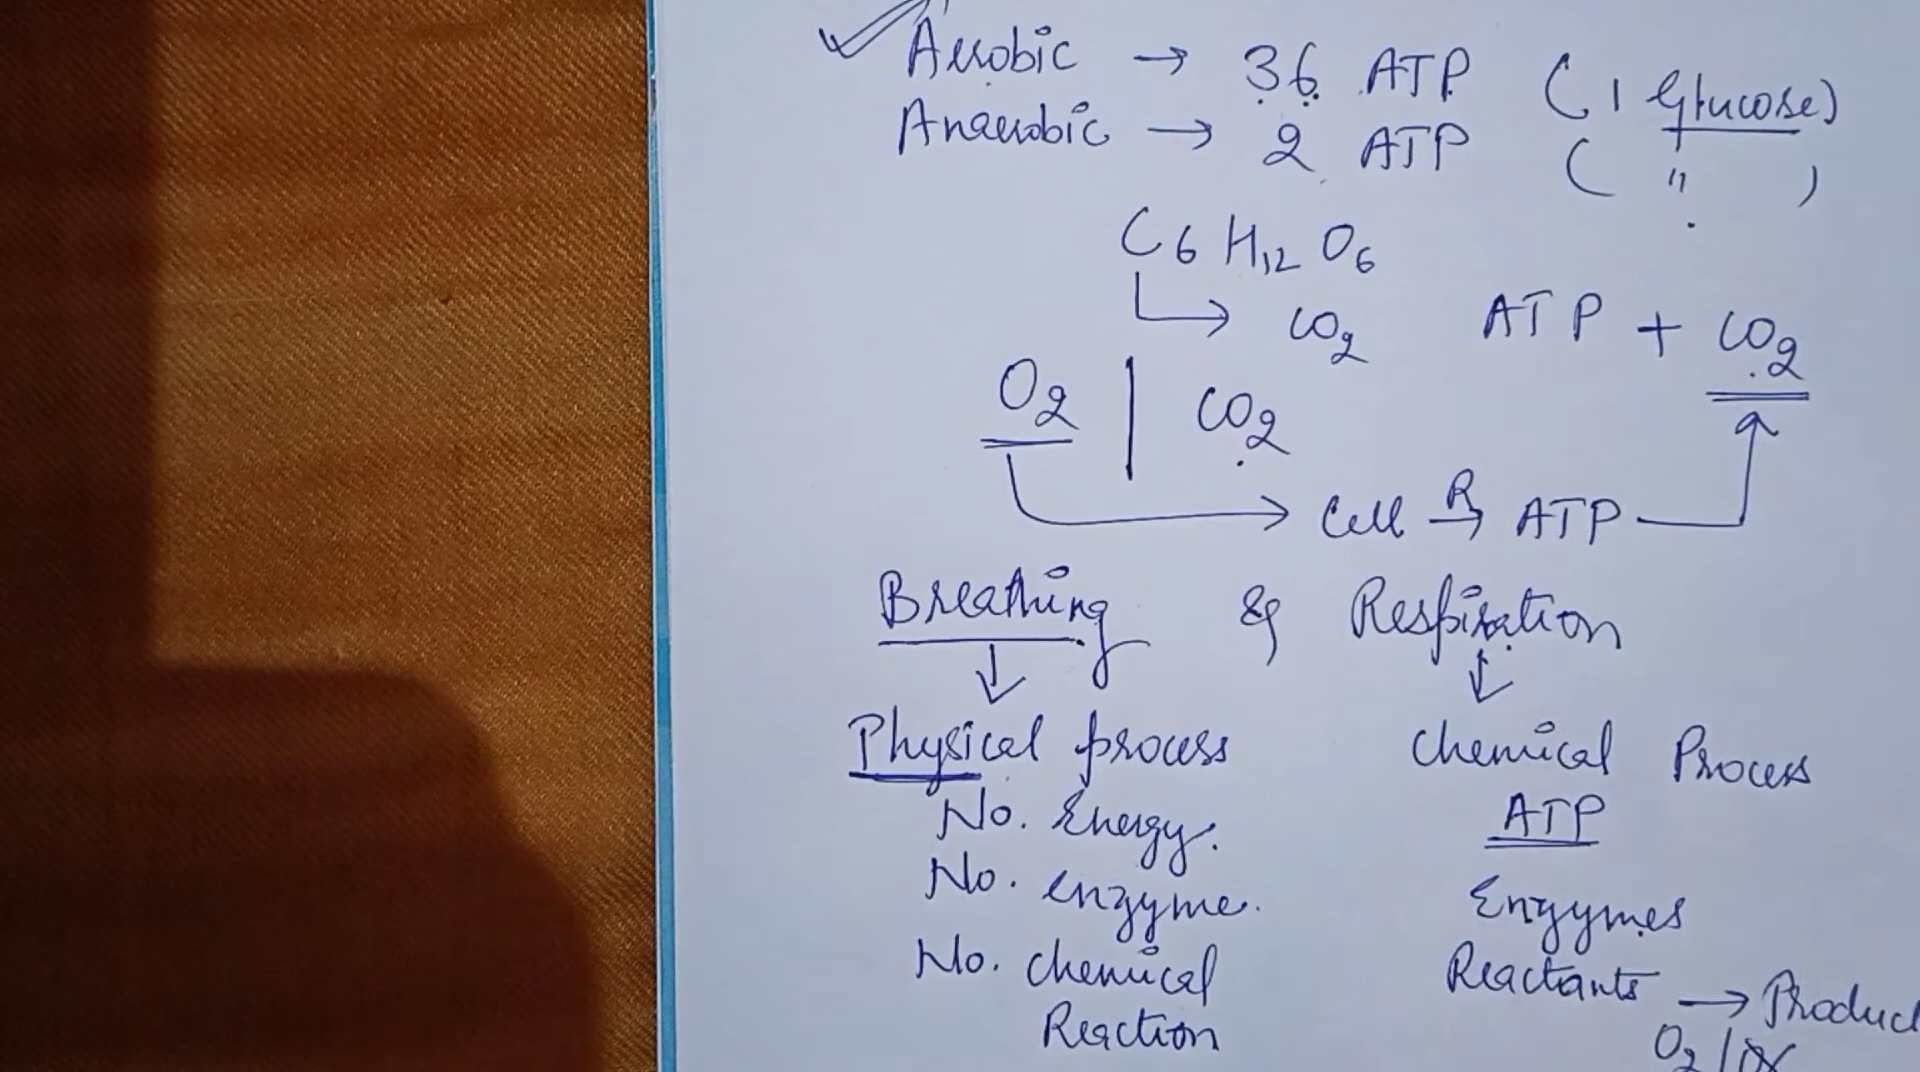 Aerobic → 36 ATP ( 1 Glucose)
Anaerobic → 2 ATP ( " )
C6 H12 O6
↳ CO2 ATP + CO2
O2 | CO2
Cell R→ ATP
Breathing & Respiration
↓ ↓
Physical process Chemical Process
No. Energy. ATP
No. enzyme. Enzymes
No. chemical Reactants → Product
Reaction O2 /